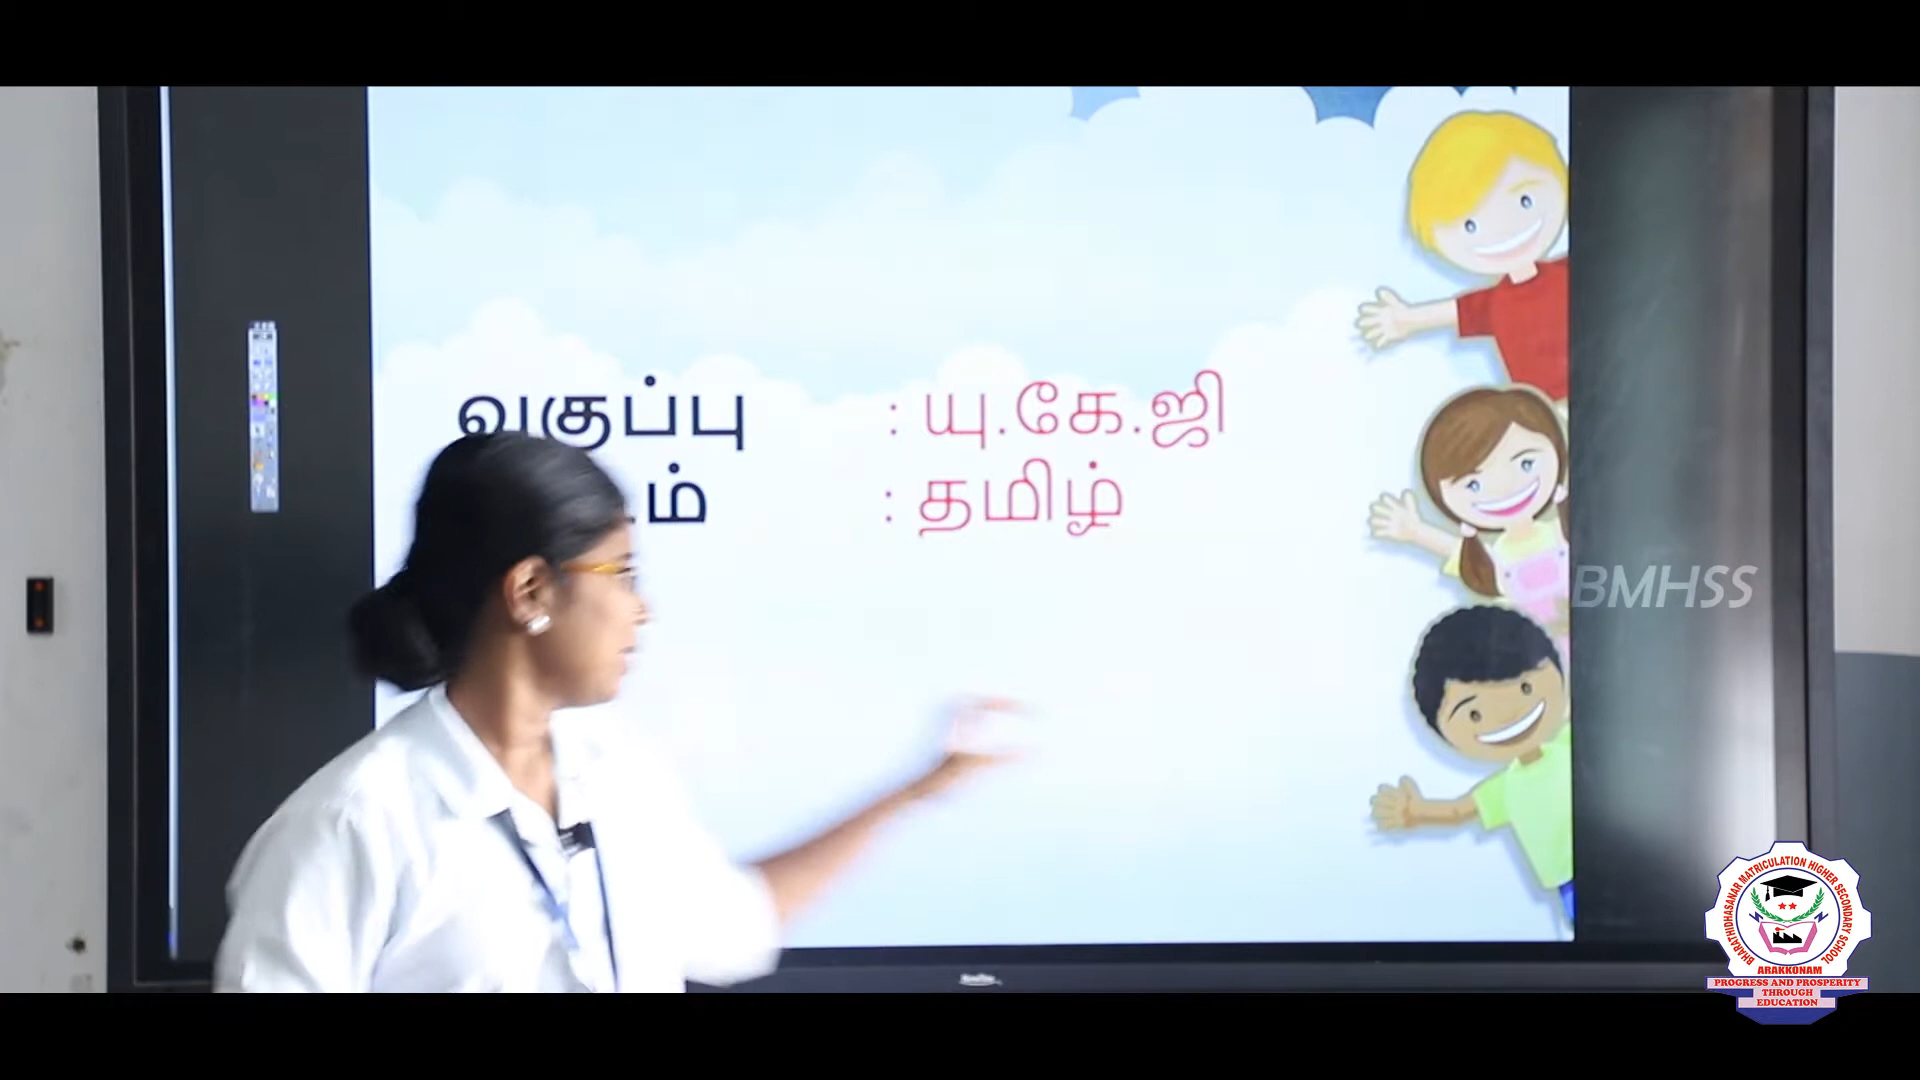 வகுப்பு : யு.கே.ஜி
: தமிழ்
BMHSS
BHARATHIDHASANAR MATRICULATION HIGHER SECONDARY SCHOOL
ARAKKONAM
PROGRESS AND PROSPERITY
THROUGH
EDUCATION